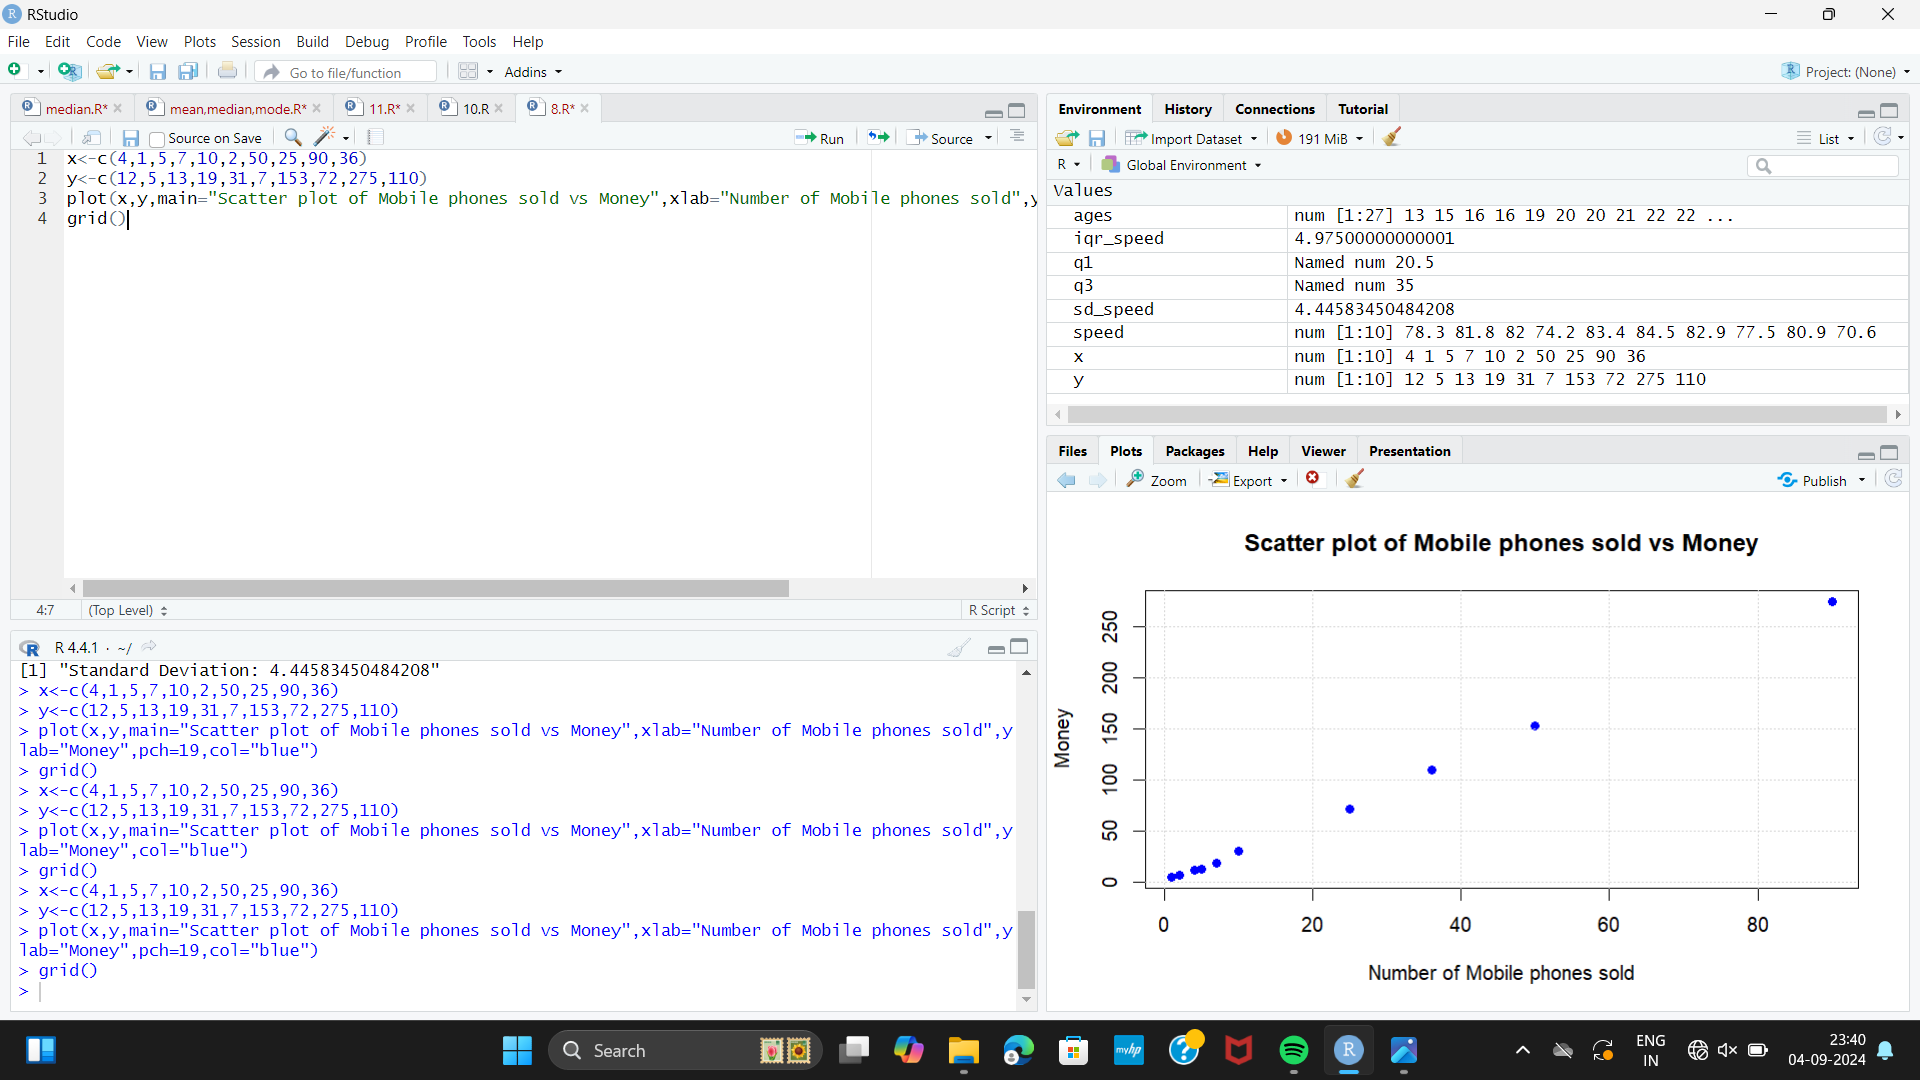 RStudio
File Edit Code View Plots Session Build Debug Profile Tools Help
Go to file/function Addins Project: (None)
median.R* mean,median,mode.R* 11.R* 10.R 8.R*
Source on Save Run Source
1 x<-c(4,1,5,7,10,2,50,25,90,36)
2 y<-c(12,5,13,19,31,7,153,72,275,110)
3 plot(x,y,main="Scatter plot of Mobile phones sold vs Money",xlab="Number of Mobile phones sold",y
4 grid()
4:7 (Top Level) R Script
R 4.4.1 · ~/
[1] "Standard Deviation: 4.44583450484208"
> x<-c(4,1,5,7,10,2,50,25,90,36)
> y<-c(12,5,13,19,31,7,153,72,275,110)
> plot(x,y,main="Scatter plot of Mobile phones sold vs Money",xlab="Number of Mobile phones sold",y
lab="Money",pch=19,col="blue")
> grid()
> x<-c(4,1,5,7,10,2,50,25,90,36)
> y<-c(12,5,13,19,31,7,153,72,275,110)
> plot(x,y,main="Scatter plot of Mobile phones sold vs Money",xlab="Number of Mobile phones sold",y
lab="Money",col="blue")
> grid()
> x<-c(4,1,5,7,10,2,50,25,90,36)
> y<-c(12,5,13,19,31,7,153,72,275,110)
> plot(x,y,main="Scatter plot of Mobile phones sold vs Money",xlab="Number of Mobile phones sold",y
lab="Money",pch=19,col="blue")
> grid()
>
Environment History Connections Tutorial
Import Dataset 191 MiB List
R Global Environment
Values
ages num [1:27] 13 15 16 16 19 20 20 21 22 22 ...
iqr_speed 4.97500000000001
q1 Named num 20.5
q3 Named num 35
sd_speed 4.44583450484208
speed num [1:10] 78.3 81.8 82 74.2 83.4 84.5 82.9 77.5 80.9 70.6
x num [1:10] 4 1 5 7 10 2 50 25 90 36
y num [1:10] 12 5 13 19 31 7 153 72 275 110
Files Plots Packages Help Viewer Presentation
Zoom Export Publish
Scatter plot of Mobile phones sold vs Money
Money
250
200
150
100
50
0
0 20 40 60 80
Number of Mobile phones sold
Search myhp ENG IN 23:40 04-09-2024